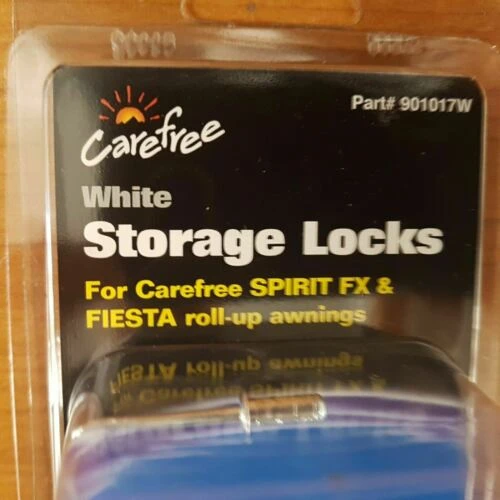 Part# 901017W
Carefree
White
Storage Locks
For Carefree SPIRIT FX &
FIESTA roll-up awnings